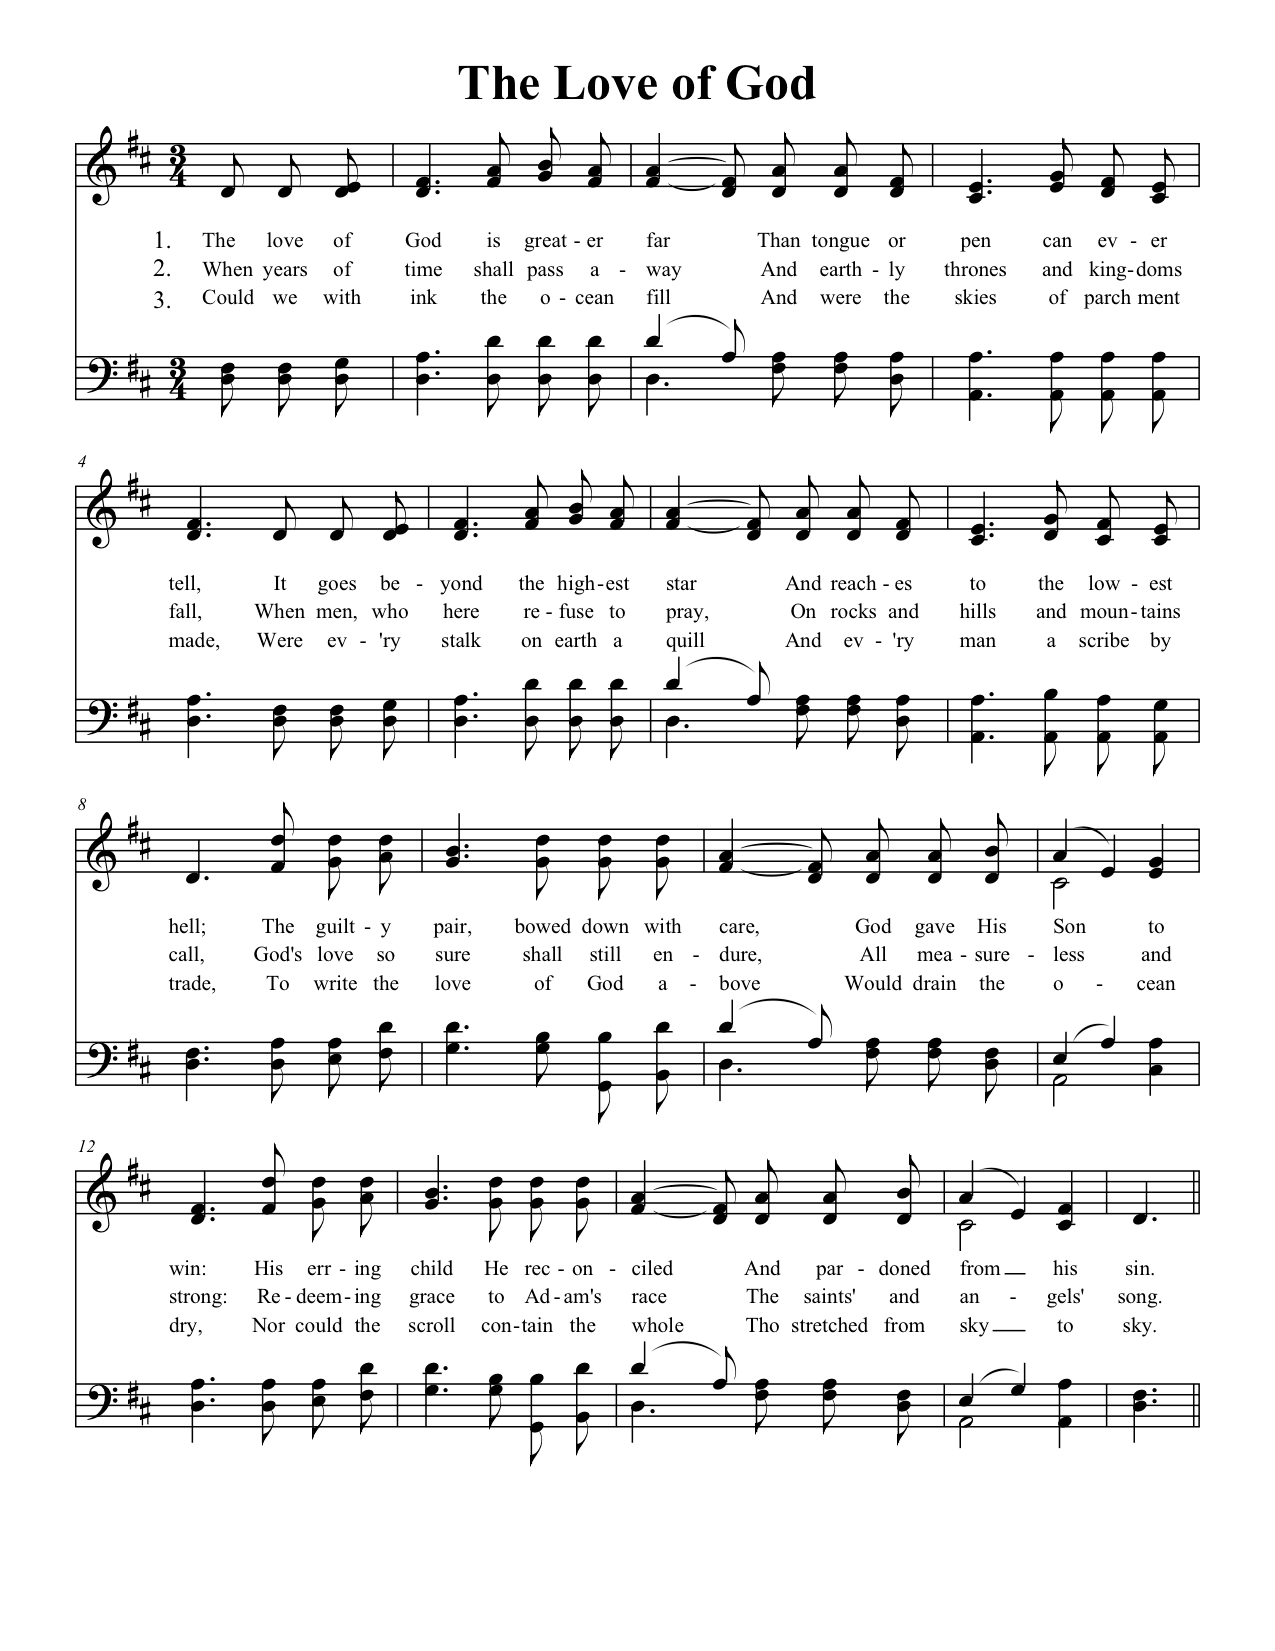 The Love of God
3
4
1. The love of God is great - er far Than tongue or pen can ev - er
2. When years of time shall pass a - way And earth - ly thrones and king - doms
3. Could we with ink the o - cean fill And were the skies of parch ment
3
4
4
tell, It goes be - yond the high - est star And reach - es to the low - est
fall, When men, who here re - fuse to pray, On rocks and hills and moun - tains
made, Were ev - 'ry stalk on earth a quill And ev - 'ry man a scribe by
8
hell; The guilt - y pair, bowed down with care, God gave His Son to
call, God's love so sure shall still en - dure, All mea - sure - less and
trade, To write the love of God a - bove Would drain the o - cean
12
win: His err - ing child He rec - on - ciled And par - doned from his sin.
strong: Re - deem - ing grace to Ad - am's race The saints' and an - gels' song.
dry, Nor could the scroll con - tain the whole Tho stretched from sky to sky.